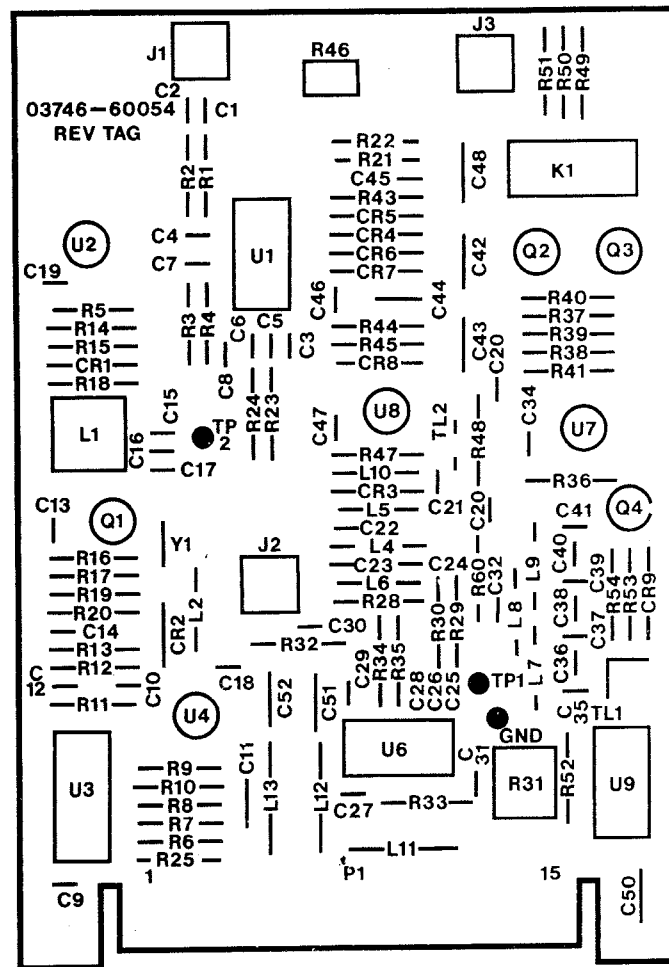 J1
R46
J3
C2
03746-60054
C1
REV TAG
R51
R50
R49
R22
R21
C45
R43
CR5
CR4
CR6
CR7
C48
K1
R2
R1
U2
C4
U1
C7
C19
C42
Q2
Q3
C46
C44
R5
R14
R15
CR1
R18
R3
R4
C6
C5
C3
C8
R24
R23
R44
R45
CR8
C43
C20
R40
R37
R39
R38
R41
L1
C15
C16
C17
TP
2
C47
U8
TL2
R48
C34
U7
R47
L10
CR3
L5
C22
L4
C23
L6
R28
C21
C20
R36
C41
Q4
C13
Q1
Y1
J2
R16
R17
R19
R20
C14
R13
R12
R11
C
12
C10
CR2
L2
C30
R32
C24
R30
R29
R60
C32
L9
L8
L7
C40
C39
C38
C37
C36
R54
R53
CR9
C18
C52
C51
C29
R34
R35
C28
C26
C25
TP1
GND
C
35
TL1
U4
U3
C11
L13
L12
U6
C
31
R31
R52
U9
R9
R10
R8
R7
R6
R25
C27
R33
L11
1
P1
15
C9
C50